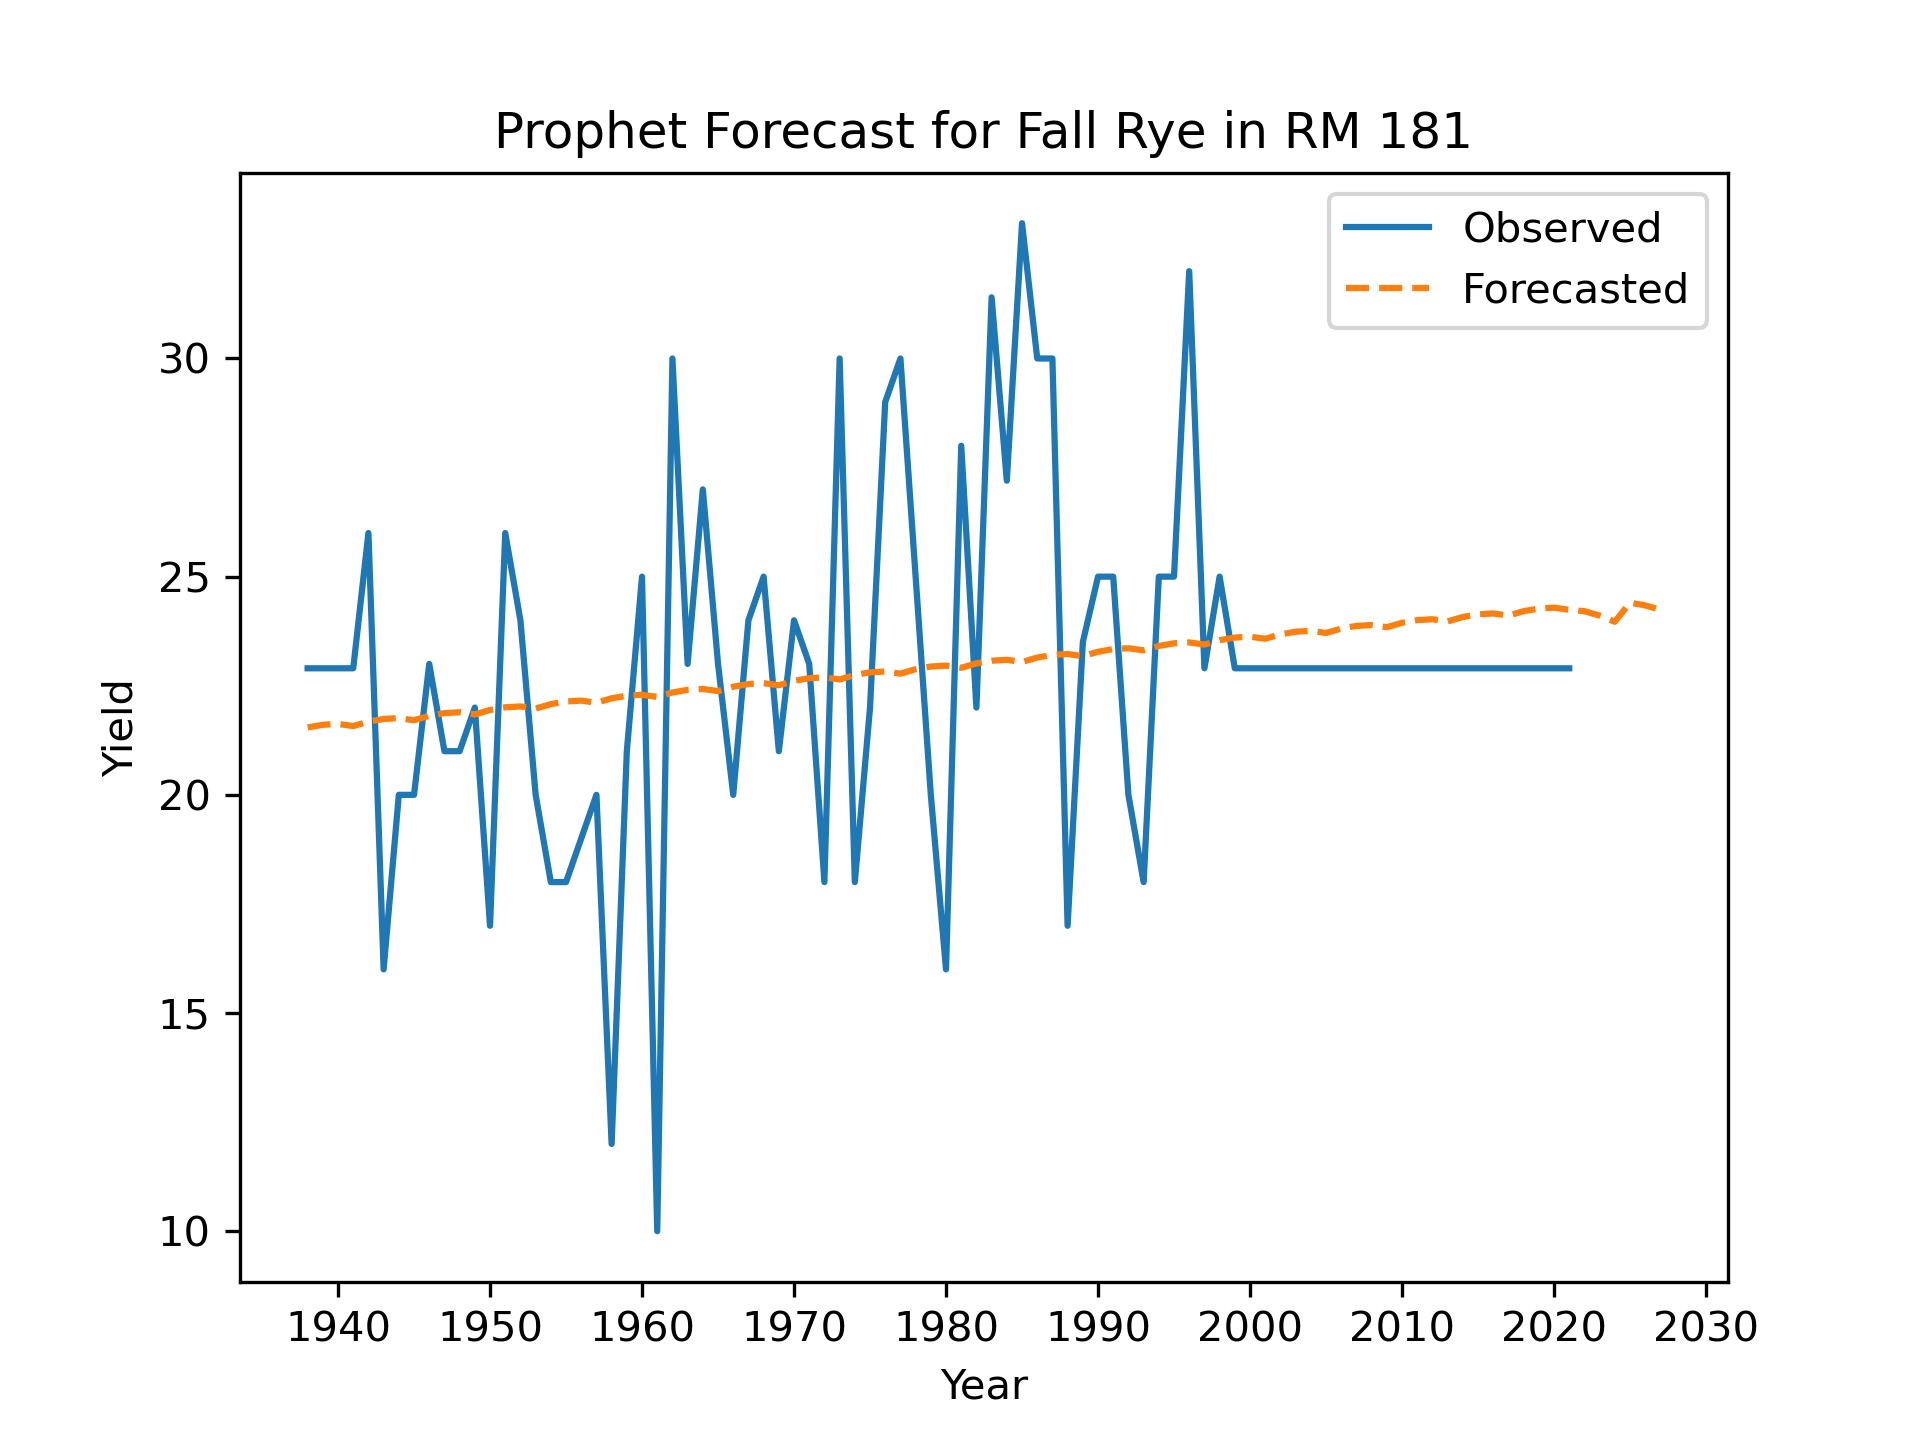 Prophet Forecast for Fall Rye in RM 181
Observed
Forecasted
30
25
20
15
10
Yield
1940 1950 1960 1970 1980 1990 2000 2010 2020 2030
Year